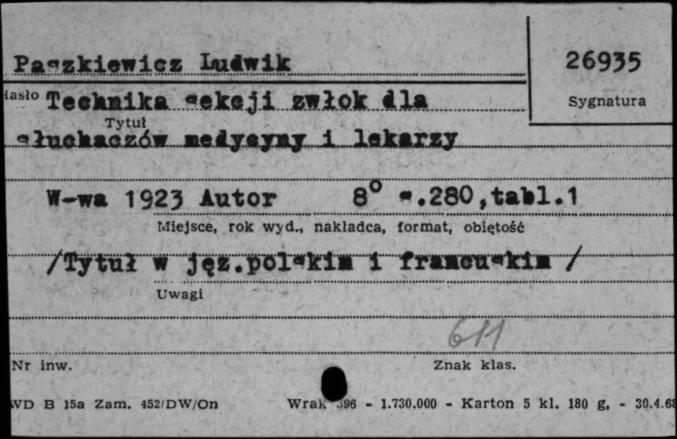 Paszkiewicz Ludwik
26935
Sygnatura
Hasło Technika sekcji zwłok dla
Tytuł
słuchaczów medycyny i lekarzy
W-wa 1923 Autor 8° s.280,tabl.1
Miejsce, rok wyd., nakładca, format, objętość
/Tytuł w jęz.polskim i francuskim /
Uwagi
611
Nr inw.
Znak klas.
WD B 15a Zam. 452/DW/On Wrak 396 - 1.730.000 - Karton 5 kl. 180 g, - 30.4.68